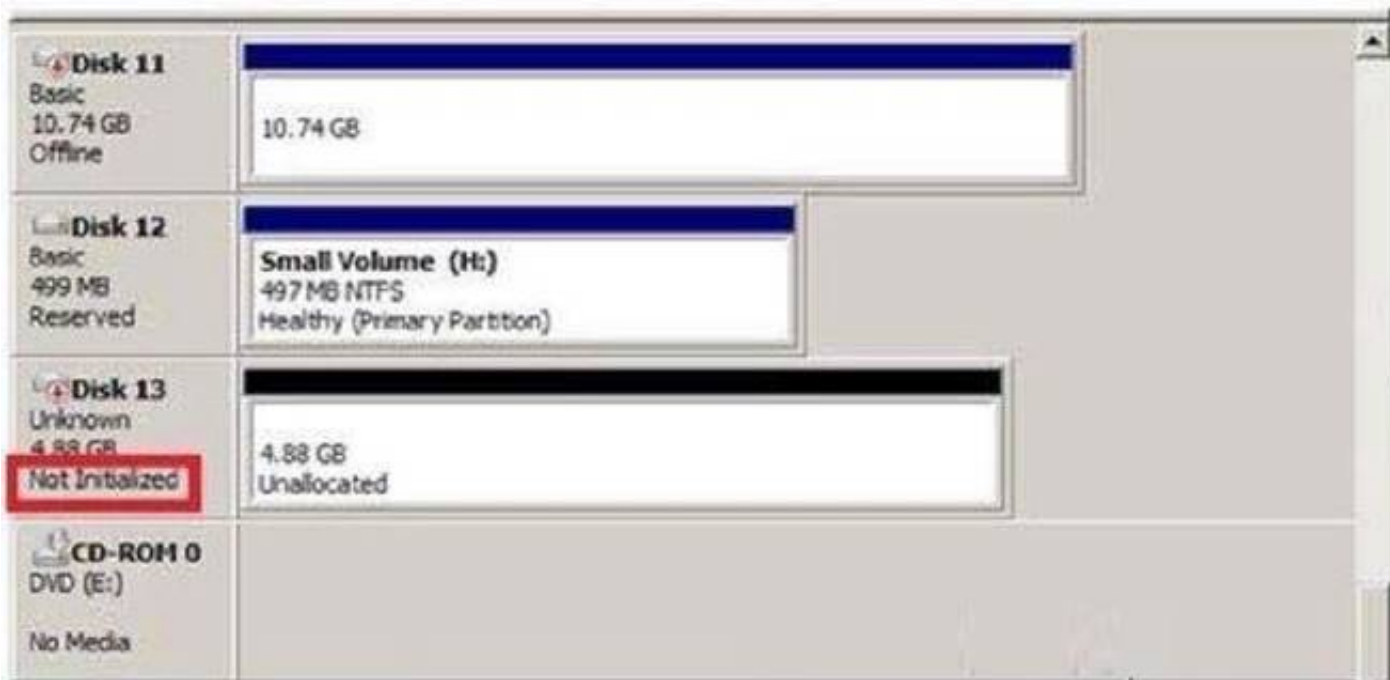 Disk 11
Basic
10.74 GB
Offline
10.74 GB
Disk 12
Basic
499 MB
Reserved
Small Volume (H:)
497 MB NTFS
Healthy (Primary Partition)
Disk 13
Unknown
4.88 GB
Not Initialized
4.88 GB
Unallocated
CD-ROM 0
DVD (E:)
No Media